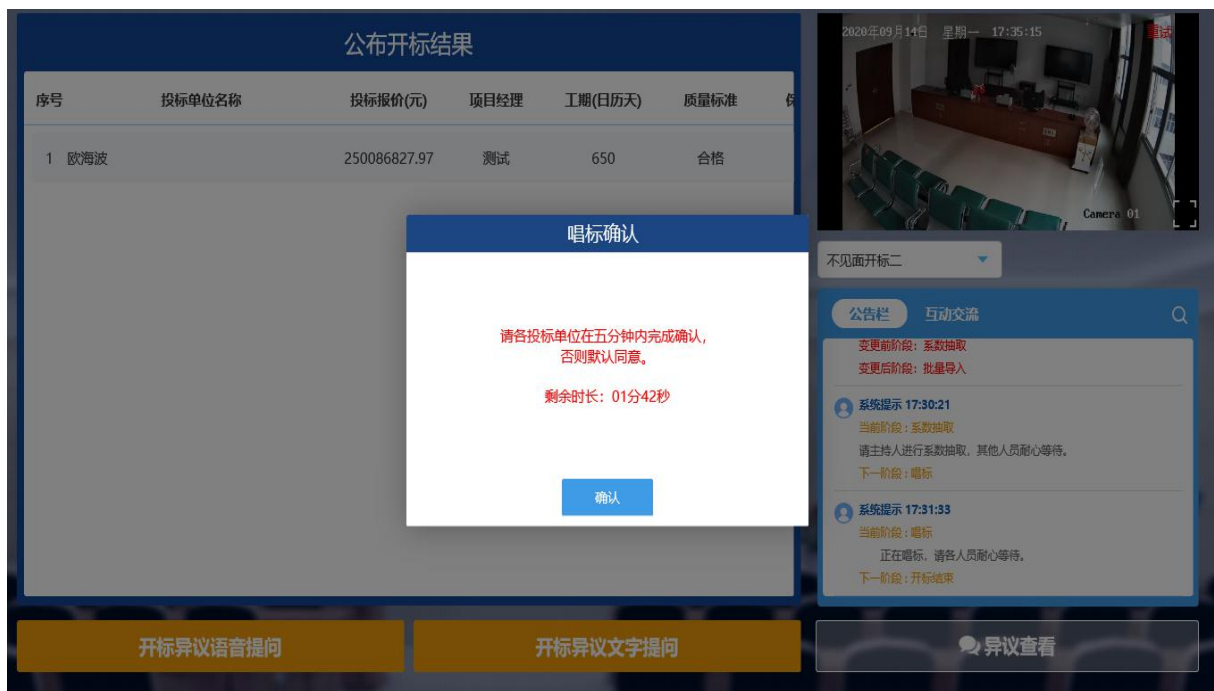 公布开标结果
序号 投标单位名称 投标报价(元) 项目经理 工期(日历天) 质量标准
1 欧海波 250086827.97 测试 650 合格
唱标确认
请各投标单位在五分钟内完成确认,
否则默认同意。
剩余时长：01分42秒
确认
2020年09月14日 星期一 17:35:15
重试
Camera 01
不见面开标二
公告栏 互动交流
变更前阶段：系数抽取
变更后阶段：批量导入
系统提示 17:30:21
当前阶段：系数抽取
请主持人进行系数抽取，其他人员耐心等待。
下一阶段：唱标
系统提示 17:31:33
当前阶段：唱标
正在唱标，请各人员耐心等待。
下一阶段：开标结束
开标异议语音提问
开标异议文字提问
异议查看